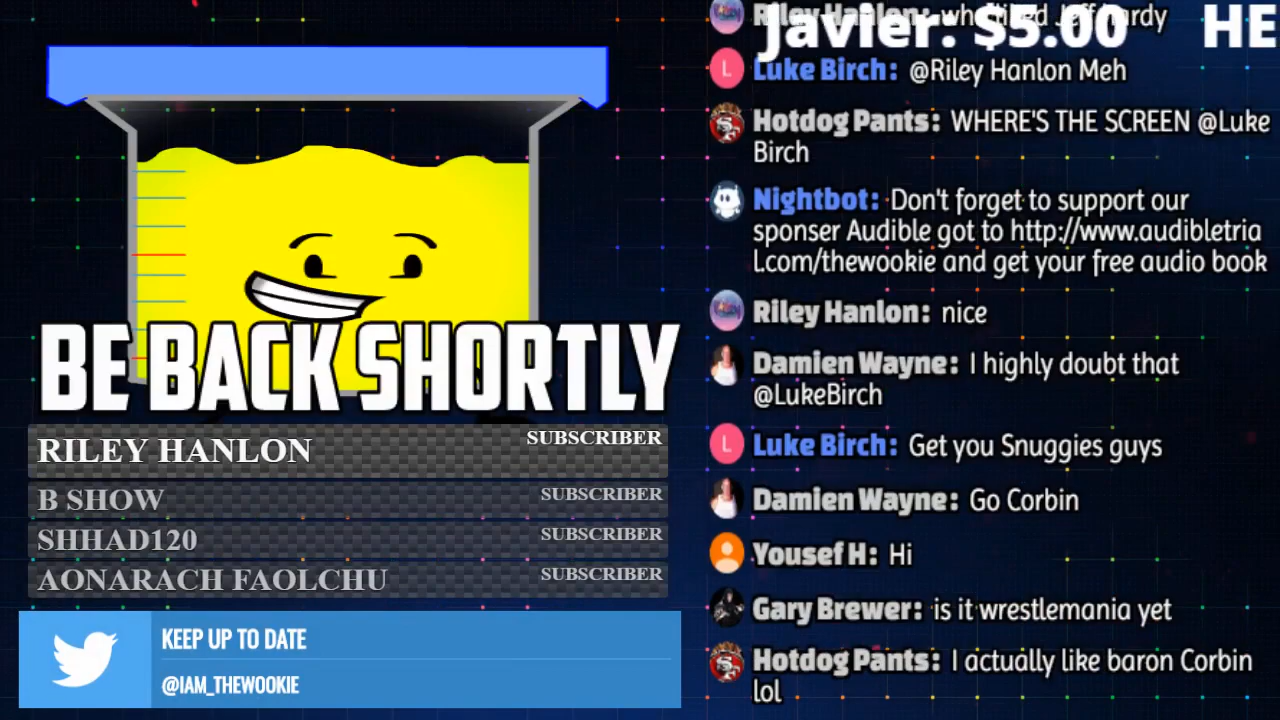 BE BACK SHORTLY
RILEY HANLON SUBSCRIBER
B SHOW SUBSCRIBER
SHHAD120 SUBSCRIBER
AONARACH FAOLCHU SUBSCRIBER
KEEP UP TO DATE
@IAM_THEWOOKIE
Javier: $5.00 HE
Riley Hanlon: Jeff Hardy
L Luke Birch: @Riley Hanlon Meh
Hotdog Pants: WHERE'S THE SCREEN @Luke
Birch
Nightbot: Don't forget to support our
sponser Audible got to http://www.audibletria
l.com/thewookie and get your free audio book
Riley Hanlon: nice
Damien Wayne: I highly doubt that
@LukeBirch
L Luke Birch: Get you Snuggies guys
Damien Wayne: Go Corbin
Yousef H: Hi
Gary Brewer: is it wrestlemania yet
Hotdog Pants: I actually like baron Corbin
lol